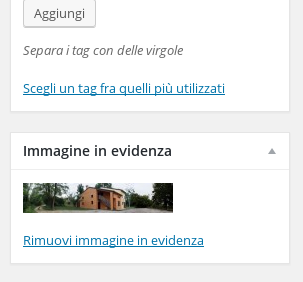 Aggiungi
Separa i tag con delle virgole
Scegli un tag fra quelli più utilizzati
Immagine in evidenza
Rimuovi immagine in evidenza